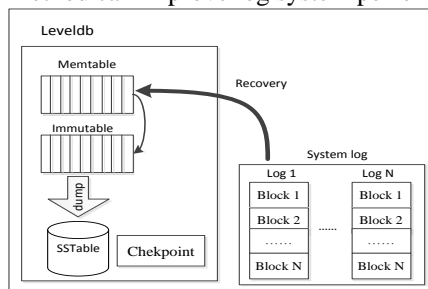 Leveldb
Memtable
Immutable
dump
SSTable
Chekpoint
Recovery
System log
Log 1
Log N
Block 1
Block 2
......
Block N
......
Block 1
Block 2
......
Block N